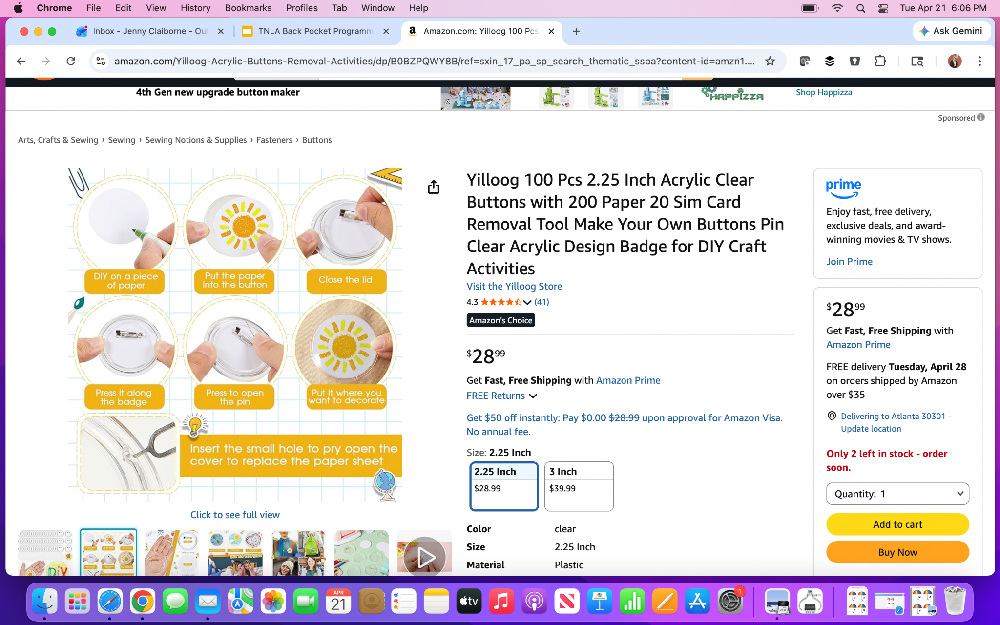 Chrome File Edit View History Bookmarks Profiles Tab Window Help Tue Apr 21 6:06 PM
Inbox - Jenny Claiborne - Out
TNLA Back Pocket Programm
Amazon.com: Yilloog 100 Pcs
Ask Gemini
amazon.com/Yilloog-Acrylic-Buttons-Removal-Activities/dp/B0BZPQWY8B/ref=sxin_17_pa_sp_search_thematic_sspa?content-id=amzn1....
4th Gen new upgrade button maker
HAPPIZZA
Shop Happizza
Sponsored
Arts, Crafts & Sewing › Sewing › Sewing Notions & Supplies › Fasteners › Buttons
DIY on a piece
of paper
Put the paper
into the button
Close the lid
Press it along
the badge
Press to open
the pin
Put it where you
want to decorate
Insert the small hole to pry open the
cover to replace the paper sheet
Click to see full view
Yilloog 100 Pcs 2.25 Inch Acrylic Clear
Buttons with 200 Paper 20 Sim Card
Removal Tool Make Your Own Buttons Pin
Clear Acrylic Design Badge for DIY Craft
Activities
Visit the Yilloog Store
4.3 (41)
Amazon's Choice
$28.99
Get Fast, Free Shipping with Amazon Prime
FREE Returns
Get $50 off instantly: Pay $0.00 $28.99 upon approval for Amazon Visa.
No annual fee.
Size: 2.25 Inch
2.25 Inch
$28.99
3 Inch
$39.99
Color clear
Size 2.25 Inch
Material Plastic
prime
Enjoy fast, free delivery,
exclusive deals, and award-
winning movies & TV shows.
Join Prime
$28.99
Get Fast, Free Shipping with
Amazon Prime
FREE delivery Tuesday, April 28
on orders shipped by Amazon
over $35
Delivering to Atlanta 30301 -
Update location
Only 2 left in stock - order
soon.
Quantity: 1
Add to cart
Buy Now
DIY
APR
21
tv
1